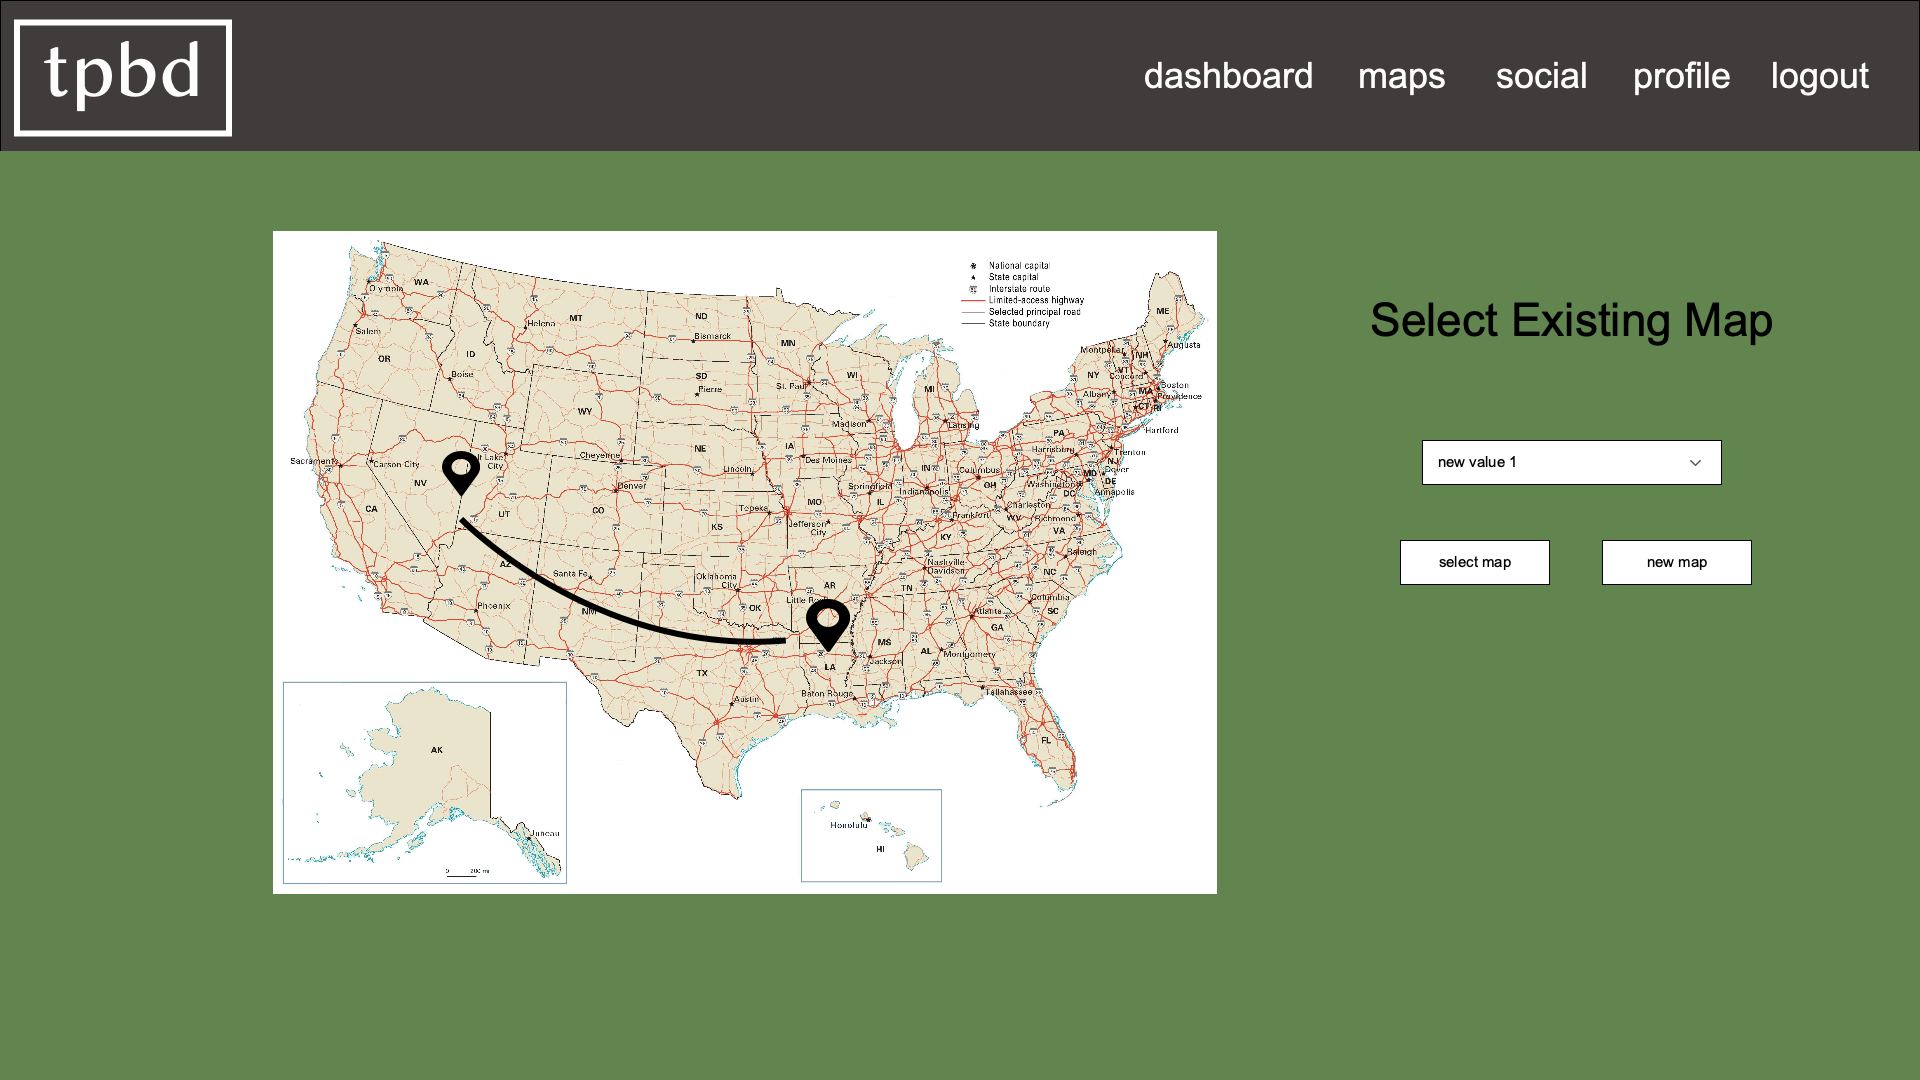 tpbd
dashboard maps social profile logout
Select Existing Map
new value 1
select map new map
National capital
State capital
Interstate route
Limited-access highway
Selected principal road
State boundary
WA
Olympia
Salem
OR
ID
Boise
MT
Helena
ND
Bismarck
SD
Pierre
MN
St. Paul
WI
Madison
MI
Lansing
WY
Cheyenne
NE
Lincoln
IA
Des Moines
Sacramento
Carson City
NV
CA
lt Lake
City
UT
CO
Denver
KS
Topeka
MO
Jefferson
City
Springfield
IL
IN
Indianapolis
Columbus
OH
KY
Frankfort
WV
Charleston
VA
Richmond
Washington
DC
MD
Annapolis
DE
Dover
NJ
Trenton
PA
Harrisburg
NY
Albany
Montpelier
VT
NH
Concord
ME
Augusta
MA
Boston
Providence
CT
RI
Hartford
AZ
Phoenix
NM
Santa Fe
OK
Oklahoma
City
AR
Little Ro
TN
Nashville-
Davidson
NC
Raleigh
SC
Columbia
GA
Atlanta
AL
Montgomery
MS
Jackson
LA
Baton Rouge
TX
Austin
FL
Tallahassee
AK
Juneau
0 200 mi
Honolulu
HI